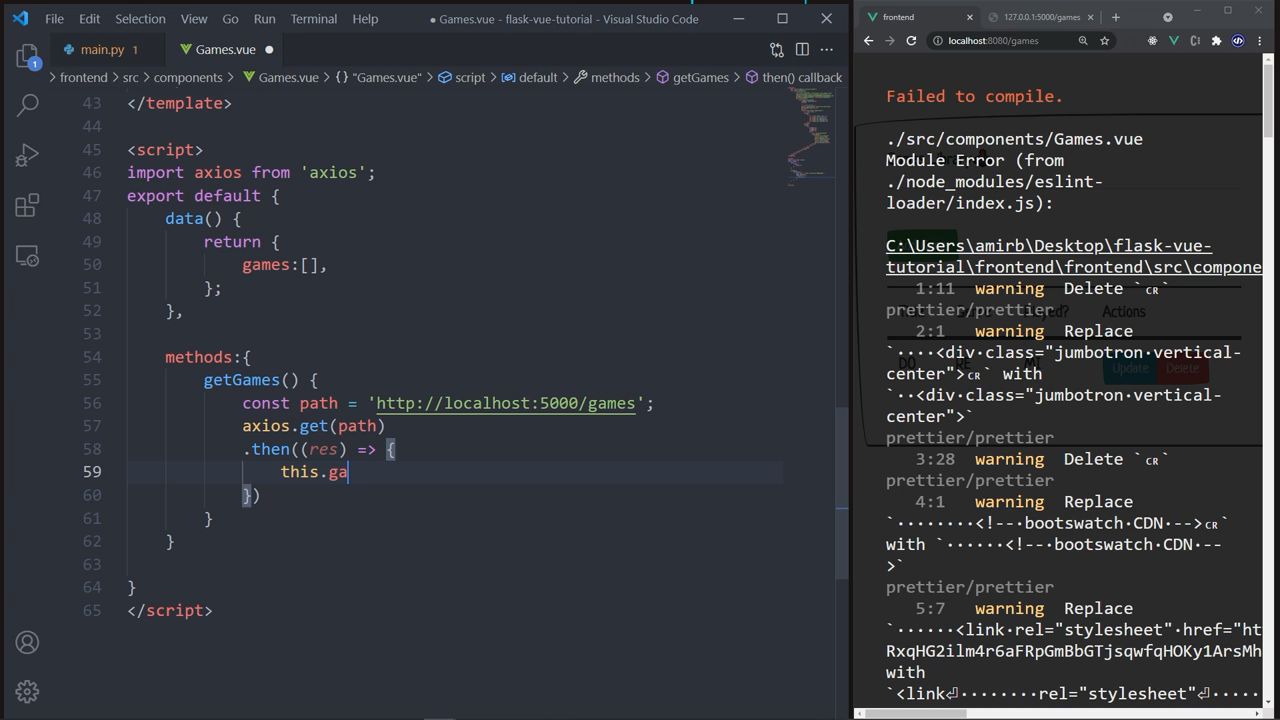 File Edit Selection View Go Run Terminal Help ● Games.vue - flask-vue-tutorial - Visual Studio Code
main.py 1 Games.vue
frontend > src > components > Games.vue > {} "Games.vue" > script > default > methods > getGames > then() callback
1
43 </template>
44
45 <script>
46 import axios from 'axios';
47 export default {
48 data() {
49 return {
50 games:[],
51 };
52 },
53
54 methods:{
55 getGames() {
56 const path = 'http://localhost:5000/games';
57 axios.get(path)
58 .then((res) => {
59 this.ga
60 })
61 }
62 }
63
64 }
65 </script>
frontend 127.0.0.1:5000/games
localhost:8080/games
Failed to compile.
./src/components/Games.vue
Module Error (from
./node_modules/eslint-
loader/index.js):
C:\Users\amirb\Desktop\flask-vue-
tutorial\frontend\frontend\src\compone
1:11 warning Delete `␍`
prettier/prettier
Played? Actions
2:1 warning Replace
`····<div·class="jumbotron·vertical-
center">␍` with
`··<div·class="jumbotron·vertical-
center">`
Update Delete
prettier/prettier
3:28 warning Delete `␍`
prettier/prettier
4:1 warning Replace
`········<!--·bootswatch·CDN·-->␍`
with `······<!--·bootswatch·CDN·--
>`
prettier/prettier
5:7 warning Replace
`······<link·rel="stylesheet"·href="ht
RxqHG2ilm4r6aFRpGmBbGTjsqwfqHOKy1ArsMh
with
`<link⏎········rel="stylesheet"⏎·····